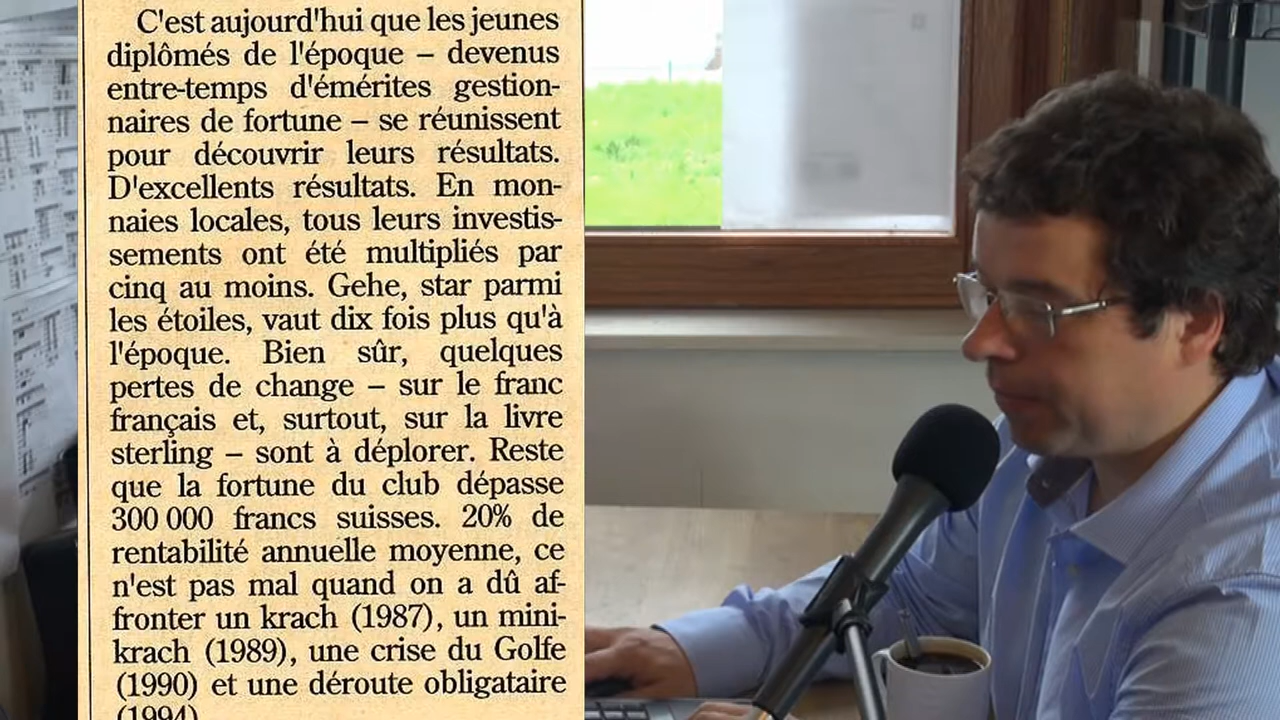 C'est aujourd'hui que les jeunes
diplômés de l'époque – devenus
entre-temps d'émérites gestion-
naires de fortune – se réunissent
pour découvrir leurs résultats.
D'excellents résultats. En mon-
naies locales, tous leurs investis-
sements ont été multipliés par
cinq au moins. Gehe, star parmi
les étoiles, vaut dix fois plus qu'à
l'époque. Bien sûr, quelques
pertes de change – sur le franc
français et, surtout, sur la livre
sterling – sont à déplorer. Reste
que la fortune du club dépasse
300 000 francs suisses. 20% de
rentabilité annuelle moyenne, ce
n'est pas mal quand on a dû af-
fronter un krach (1987), un mini-
krach (1989), une crise du Golfe
(1990) et une déroute obligataire
(1994)